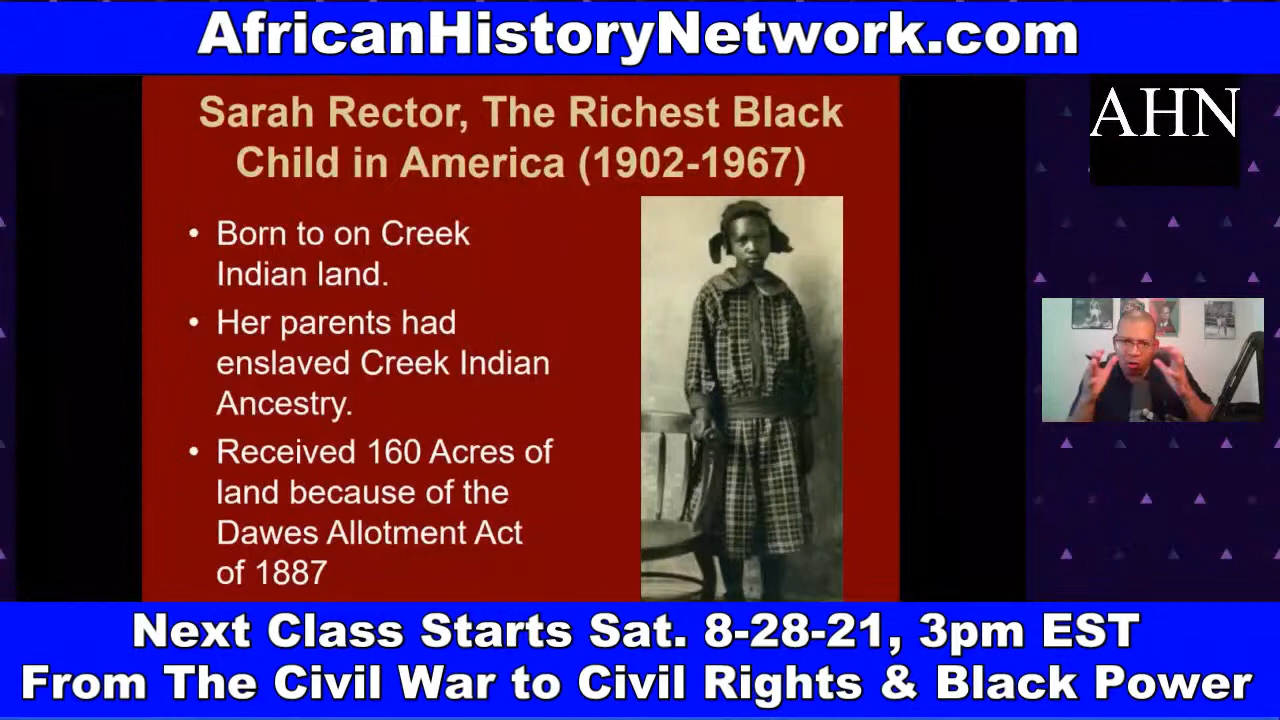 AfricanHistoryNetwork.com
Sarah Rector, The Richest Black
Child in America (1902-1967)
AHN
• Born to on Creek
Indian land.
• Her parents had
enslaved Creek Indian
Ancestry.
• Received 160 Acres of
land because of the
Dawes Allotment Act
of 1887
Next Class Starts Sat. 8-28-21, 3pm EST
From The Civil War to Civil Rights & Black Power